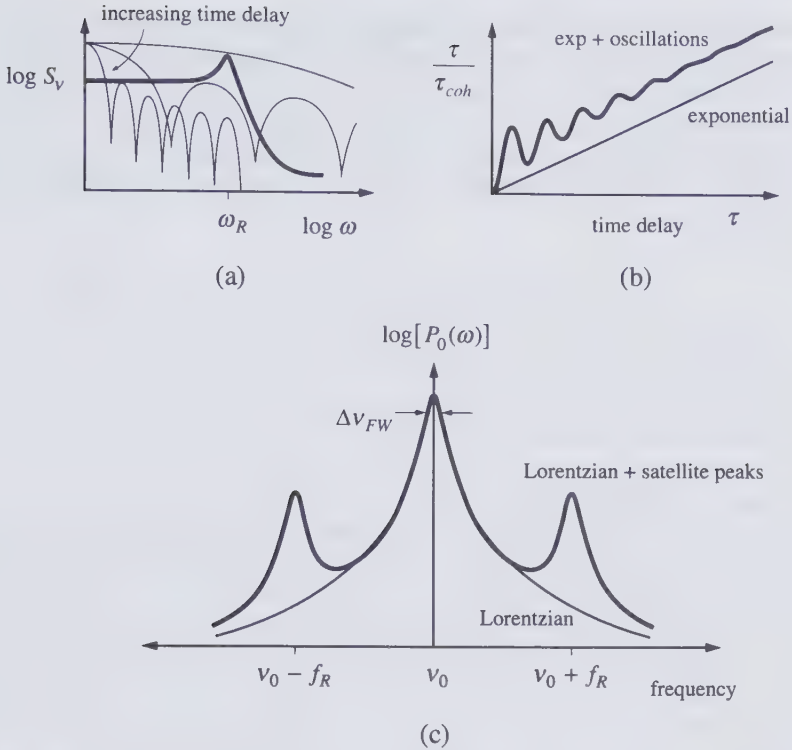 increasing time delay
log S_ν
ω_R
log ω
(a)
τ
τ_coh
exp + oscillations
exponential
time delay
τ
(b)
log[P_0(ω)]
Δν_FW
Lorentzian + satellite peaks
Lorentzian
ν_0 − f_R
ν_0
ν_0 + f_R
frequency
(c)